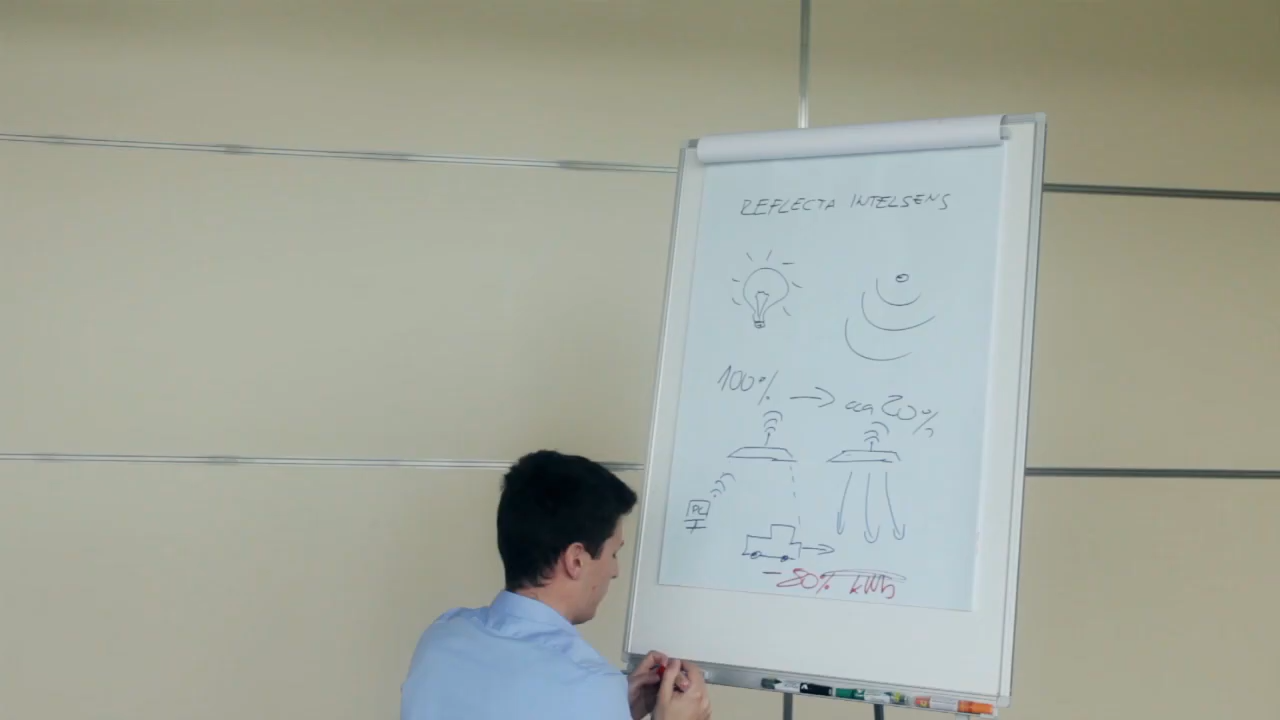 REFLECTA INTELSENS
100% → cca 20%
PC
- 80% kWh